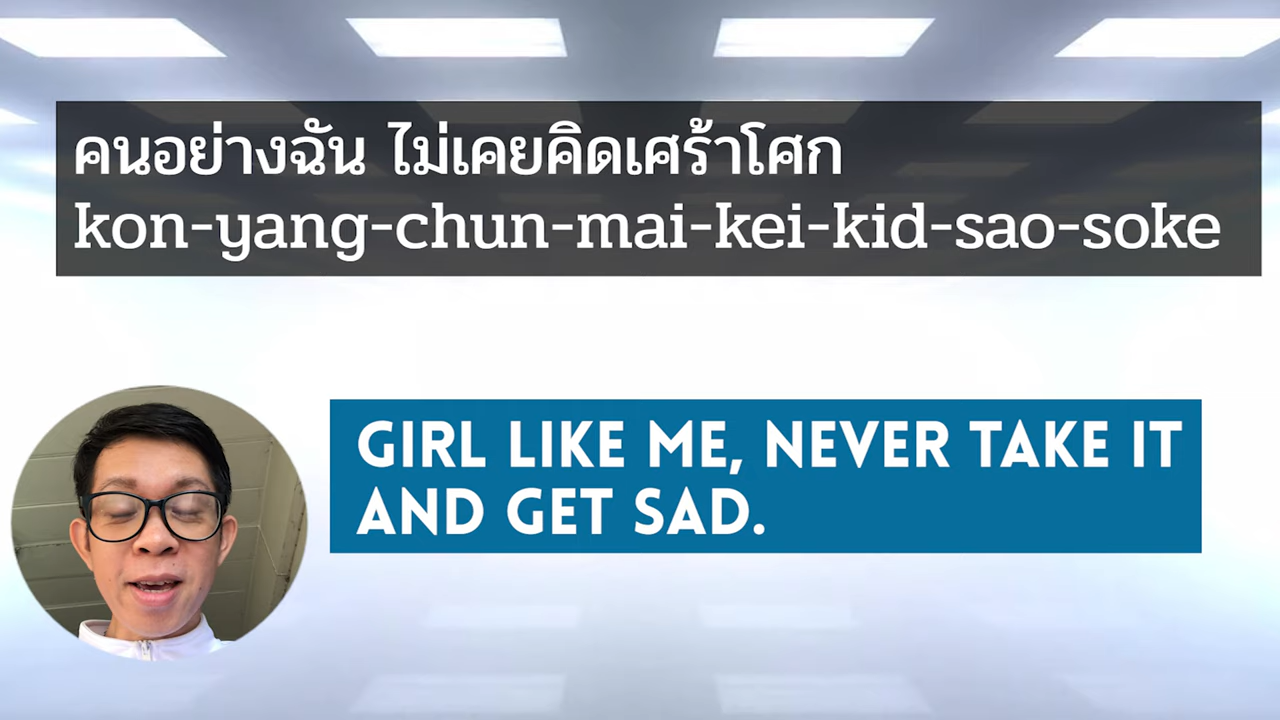 คนอย่างฉัน ไม่เคยคิดเศร้าโศก
kon-yang-chun-mai-kei-kid-sao-soke
GIRL LIKE ME, NEVER TAKE IT
AND GET SAD.